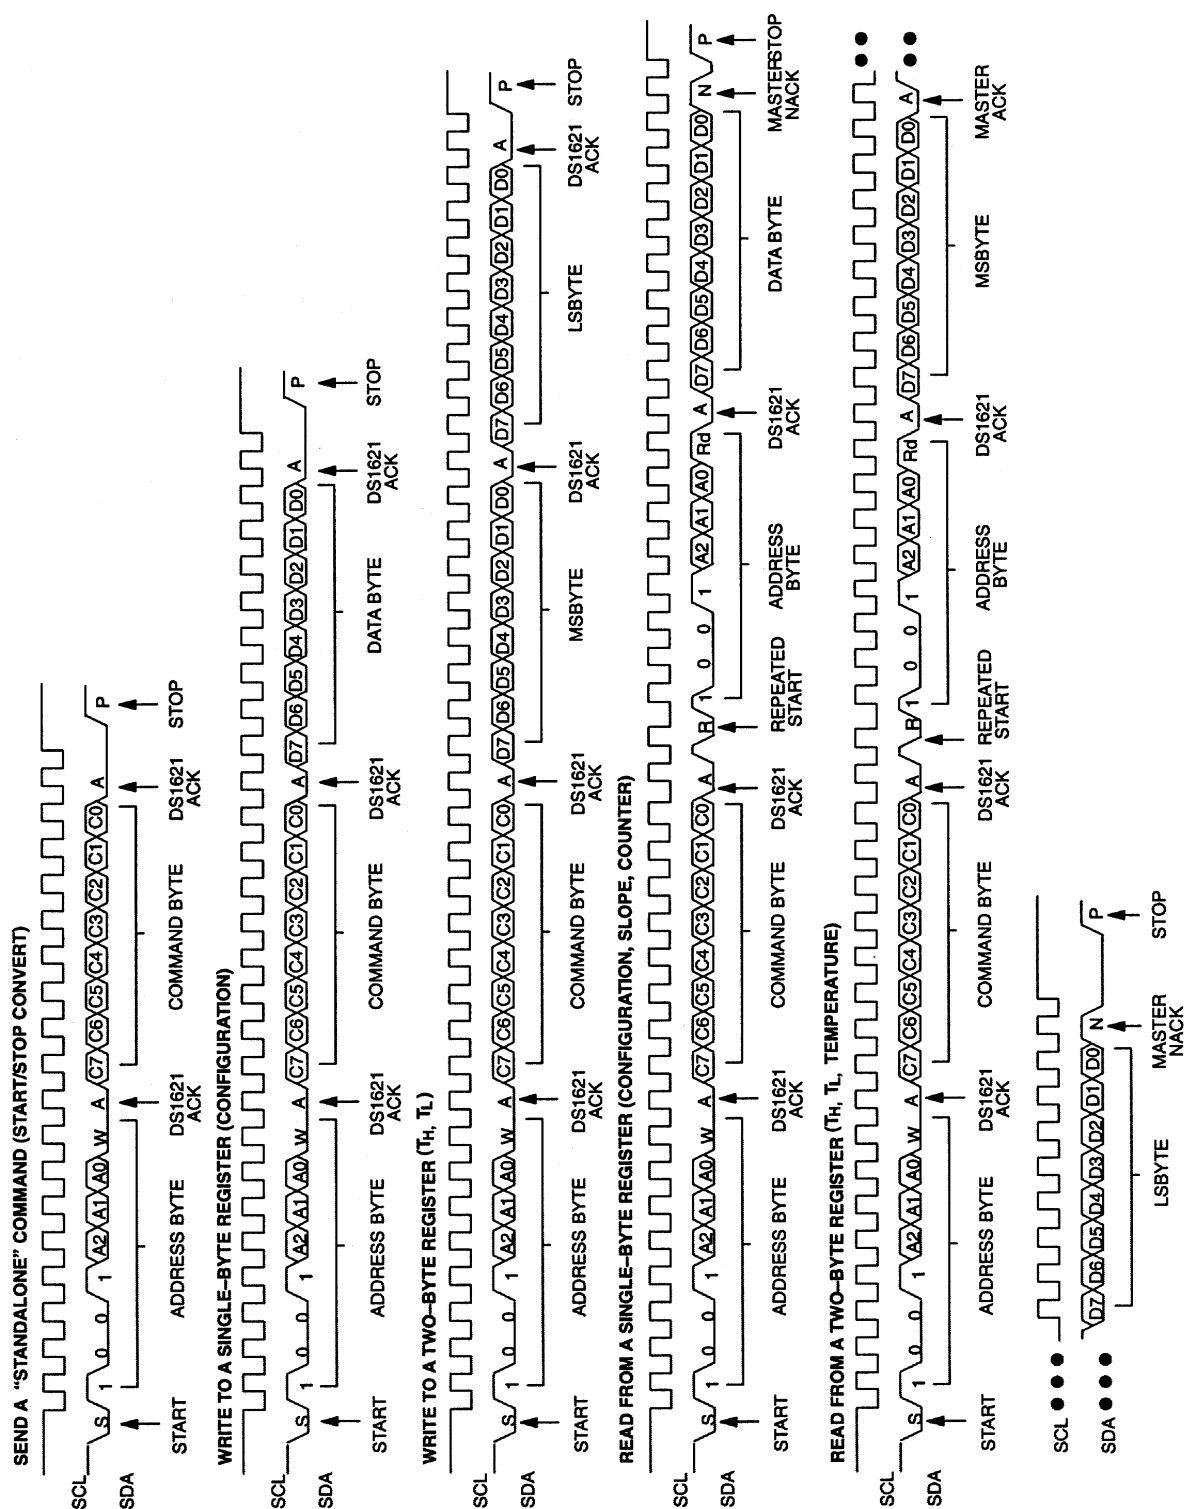 SEND A "STANDALONE" COMMAND (START/STOP CONVERT)
SCL
SDA
S 1 0 0 1 A2 A1 A0 W A C7 C6 C5 C4 C3 C2 C1 C0 A P
START ADDRESS BYTE DS1621 ACK COMMAND BYTE DS1621 ACK STOP
WRITE TO A SINGLE–BYTE REGISTER (CONFIGURATION)
SCL
SDA
S 1 0 0 1 A2 A1 A0 W A C7 C6 C5 C4 C3 C2 C1 C0 A D7 D6 D5 D4 D3 D2 D1 D0 A P
START ADDRESS BYTE DS1621 ACK COMMAND BYTE DS1621 ACK DATA BYTE DS1621 ACK STOP
WRITE TO A TWO–BYTE REGISTER (TH, TL)
SCL
SDA
S 1 0 0 1 A2 A1 A0 W A C7 C6 C5 C4 C3 C2 C1 C0 A D7 D6 D5 D4 D3 D2 D1 D0 A D7 D6 D5 D4 D3 D2 D1 D0 A P
START ADDRESS BYTE DS1621 ACK COMMAND BYTE DS1621 ACK MSBYTE DS1621 ACK LSBYTE DS1621 ACK STOP
READ FROM A SINGLE–BYTE REGISTER (CONFIGURATION, SLOPE, COUNTER)
SCL
SDA
S 1 0 0 1 A2 A1 A0 W A C7 C6 C5 C4 C3 C2 C1 C0 A R 1 0 0 1 A2 A1 A0 Rd A D7 D6 D5 D4 D3 D2 D1 D0 N P
START ADDRESS BYTE DS1621 ACK COMMAND BYTE DS1621 ACK REPEATED START ADDRESS BYTE DS1621 ACK DATA BYTE MASTER NACK STOP
READ FROM A TWO–BYTE REGISTER (TH, TL, TEMPERATURE)
SCL
SDA
S 1 0 0 1 A2 A1 A0 W A C7 C6 C5 C4 C3 C2 C1 C0 A R 1 0 0 1 A2 A1 A0 Rd A D7 D6 D5 D4 D3 D2 D1 D0 A
START ADDRESS BYTE DS1621 ACK COMMAND BYTE DS1621 ACK REPEATED START ADDRESS BYTE DS1621 ACK MSBYTE MASTER ACK
SCL
SDA
D7 D6 D5 D4 D3 D2 D1 D0 N P
LSBYTE MASTER NACK STOP